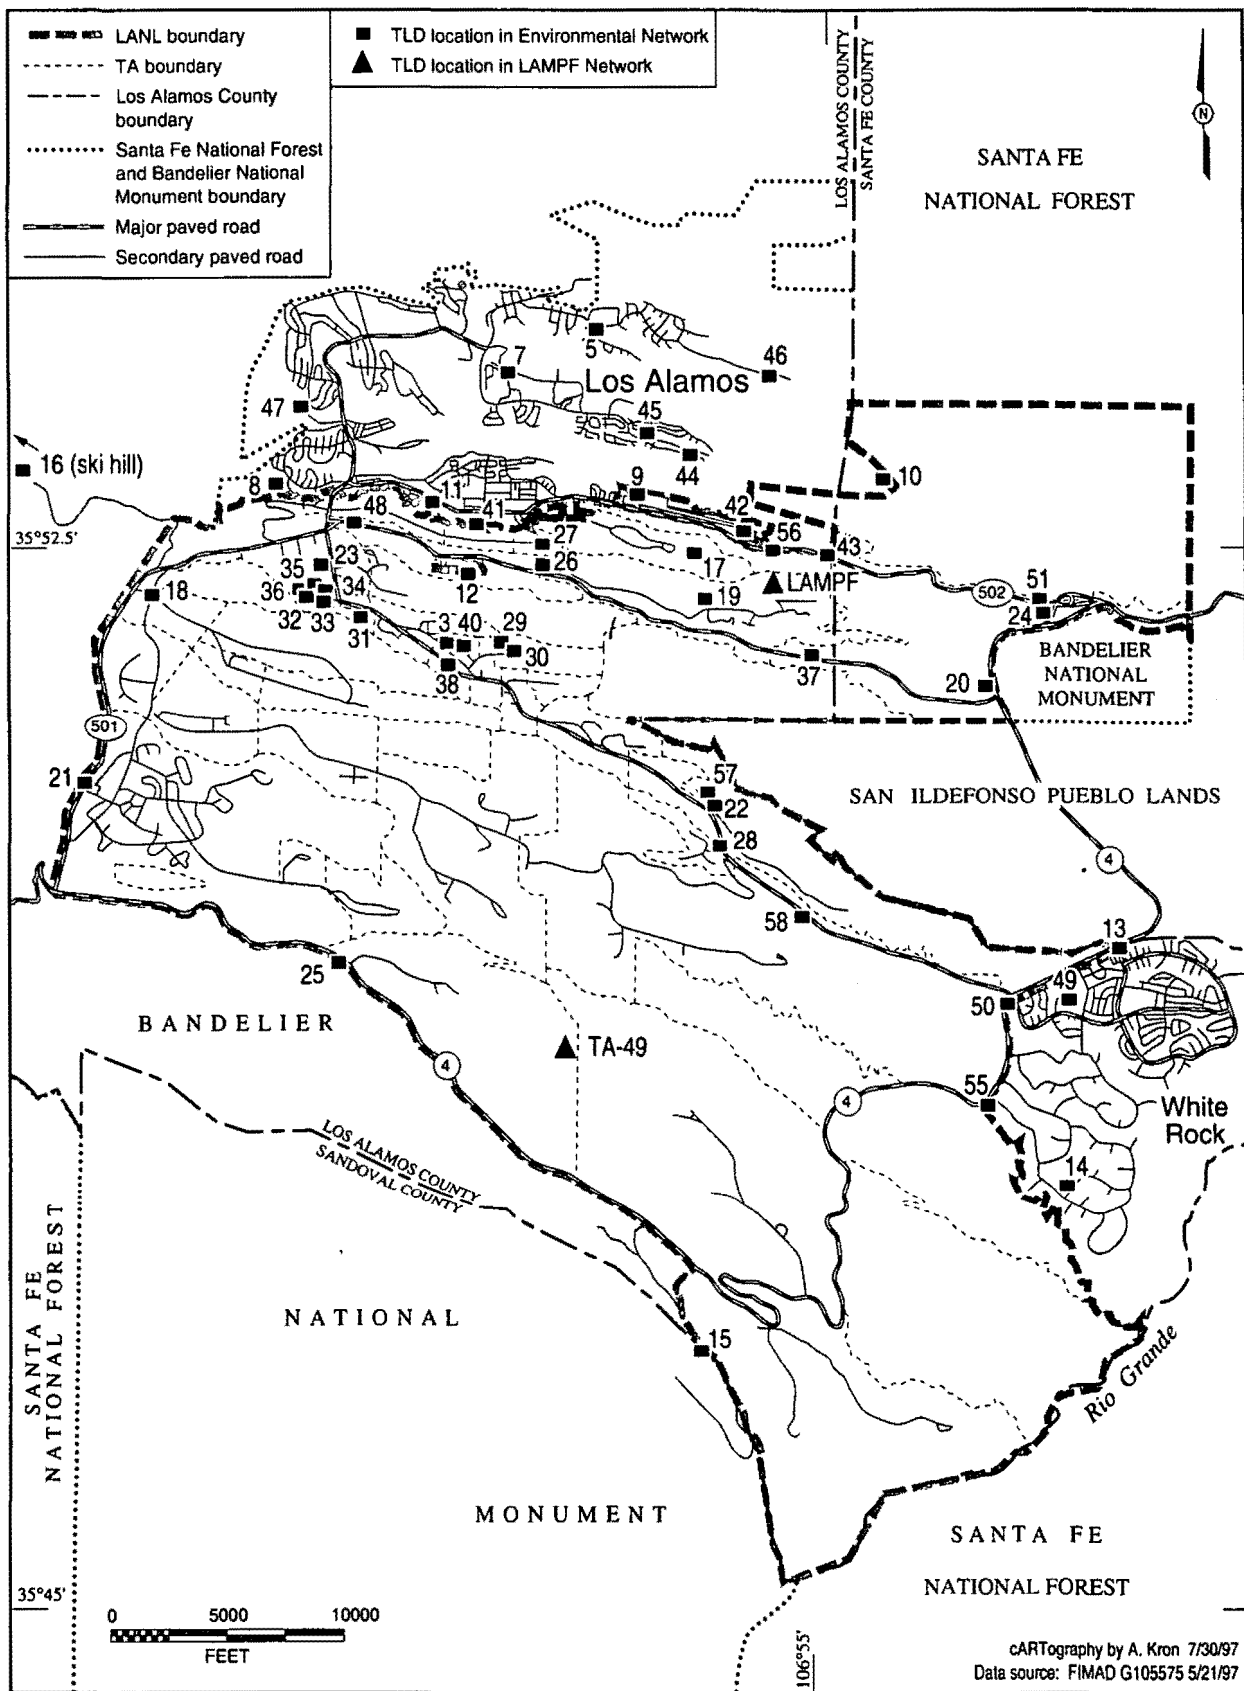 LANL boundary
TA boundary
Los Alamos County
boundary
Santa Fe National Forest
and Bandelier National
Monument boundary
Major paved road
Secondary paved road
TLD location in Environmental Network
TLD location in LAMPF Network
LOS ALAMOS COUNTY
SANTA FE COUNTY
N
SANTA FE
NATIONAL FOREST
5
7
46
Los Alamos
47
45
44
16 (ski hill)
8
9
10
11
42
48
41
1
56
43
35°52.5'
27
23
35
26
17
LAMPF
36
34
12
19
502
51
18
24
32
33
31
3
40
29
30
38
37
20
BANDELIER
NATIONAL
MONUMENT
501
21
57
22
SAN ILDEFONSO PUEBLO LANDS
28
4
58
13
25
49
50
BANDELIER
TA-49
4
4
55
White
Rock
LOS ALAMOS COUNTY
SANDOVAL COUNTY
14
SANTA FE
NATIONAL FOREST
NATIONAL
15
Rio Grande
MONUMENT
SANTA FE
NATIONAL FOREST
35°45'
0 5000 10000
FEET
106°55'
cARTography by A. Kron 7/30/97
Data source: FIMAD G105575 5/21/97